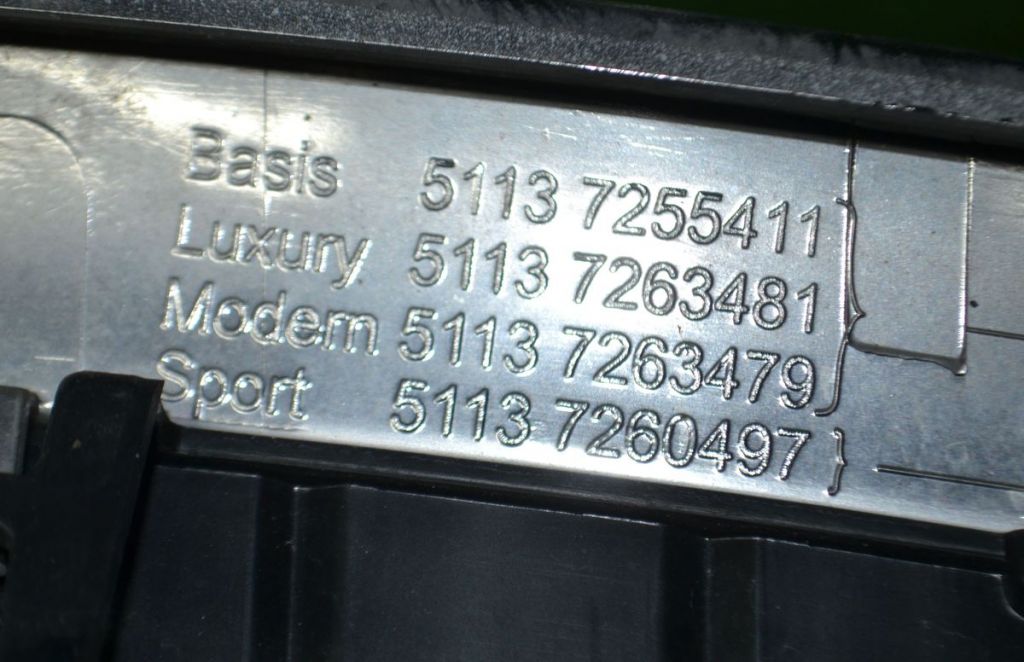 Basis 5113 7255411
Luxury 5113 7263481
Modern 5113 7263479
Sport 5113 7260497